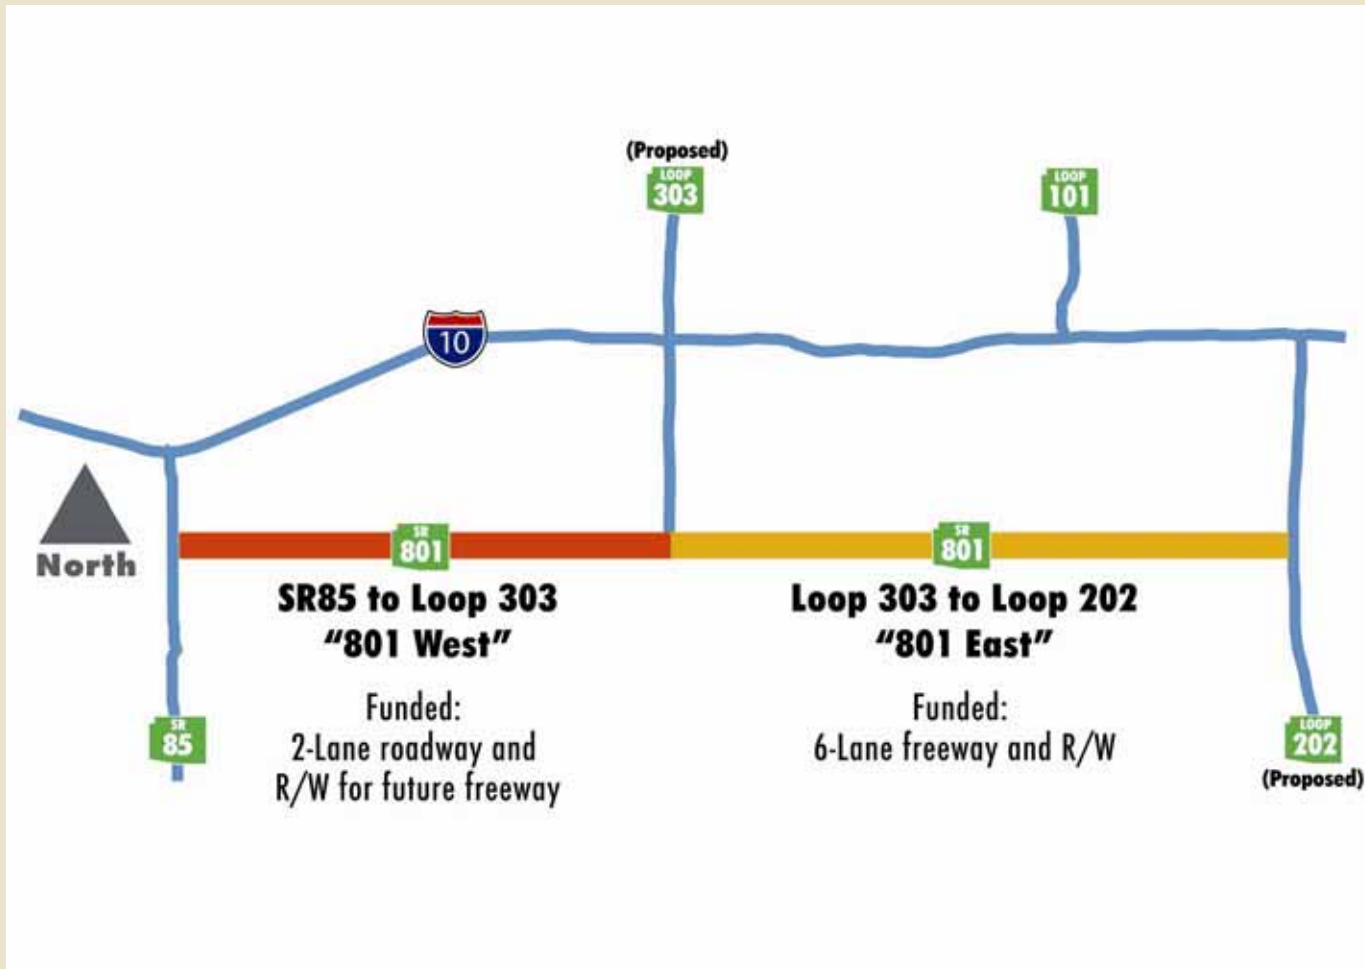 (Proposed)
LOOP
303
LOOP
101
10
North
SR
801
SR
801
SR85 to Loop 303
“801 West”
Funded:
2-Lane roadway and
R/W for future freeway
Loop 303 to Loop 202
“801 East”
Funded:
6-Lane freeway and R/W
SR
85
LOOP
202
(Proposed)